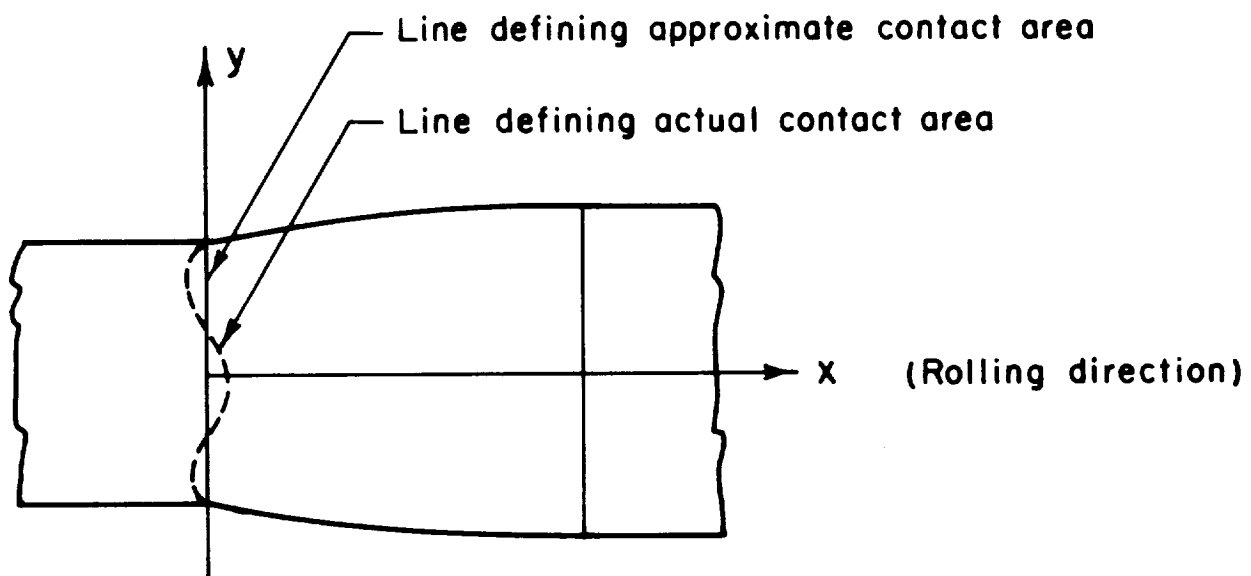 Line defining approximate contact area
y
Line defining actual contact area
x (Rolling direction)